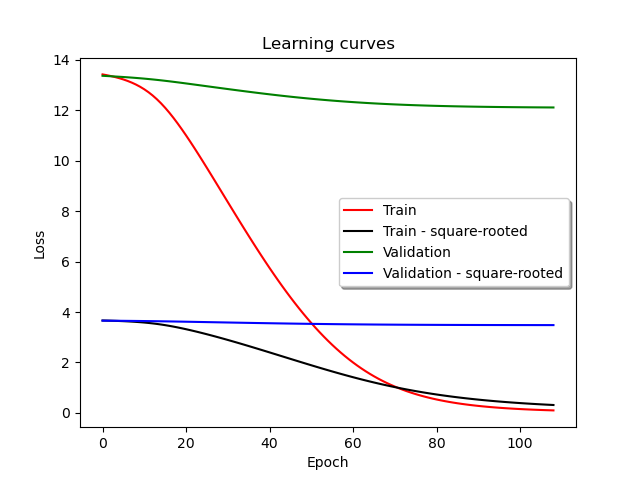 Learning curves
Loss
14
12
10
8
6
4
2
0
Train
Train - square-rooted
Validation
Validation - square-rooted
0 20 40 60 80 100
Epoch